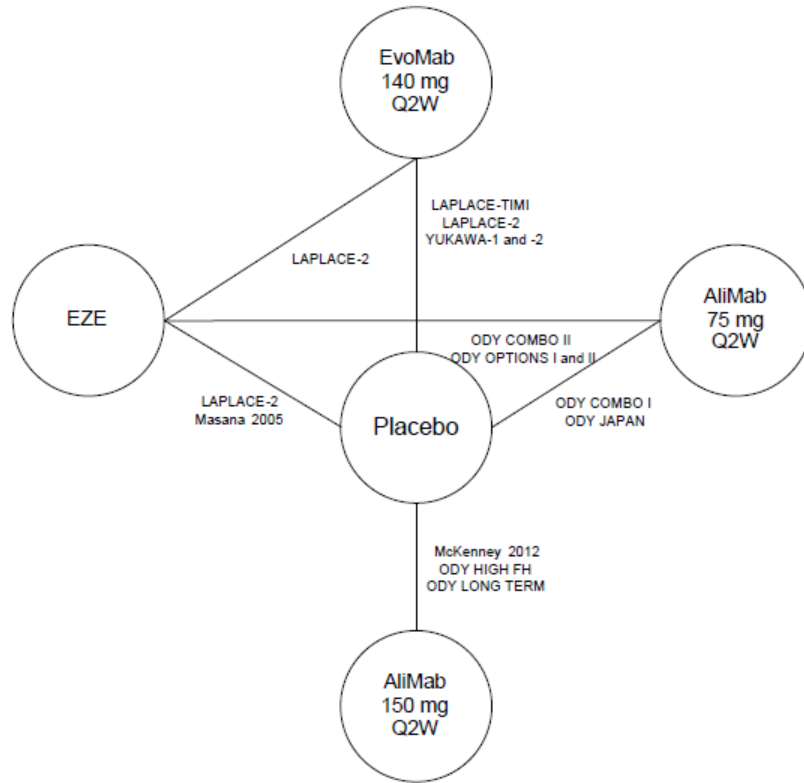 EvoMab
140 mg
Q2W
LAPLACE-TIMI
LAPLACE-2
YUKAWA-1 and -2
LAPLACE-2
EZE
AliMab
75 mg
Q2W
ODY COMBO II
ODY OPTIONS I and II
LAPLACE-2
Masana 2005
Placebo
ODY COMBO I
ODY JAPAN
McKenney 2012
ODY HIGH FH
ODY LONG TERM
AliMab
150 mg
Q2W